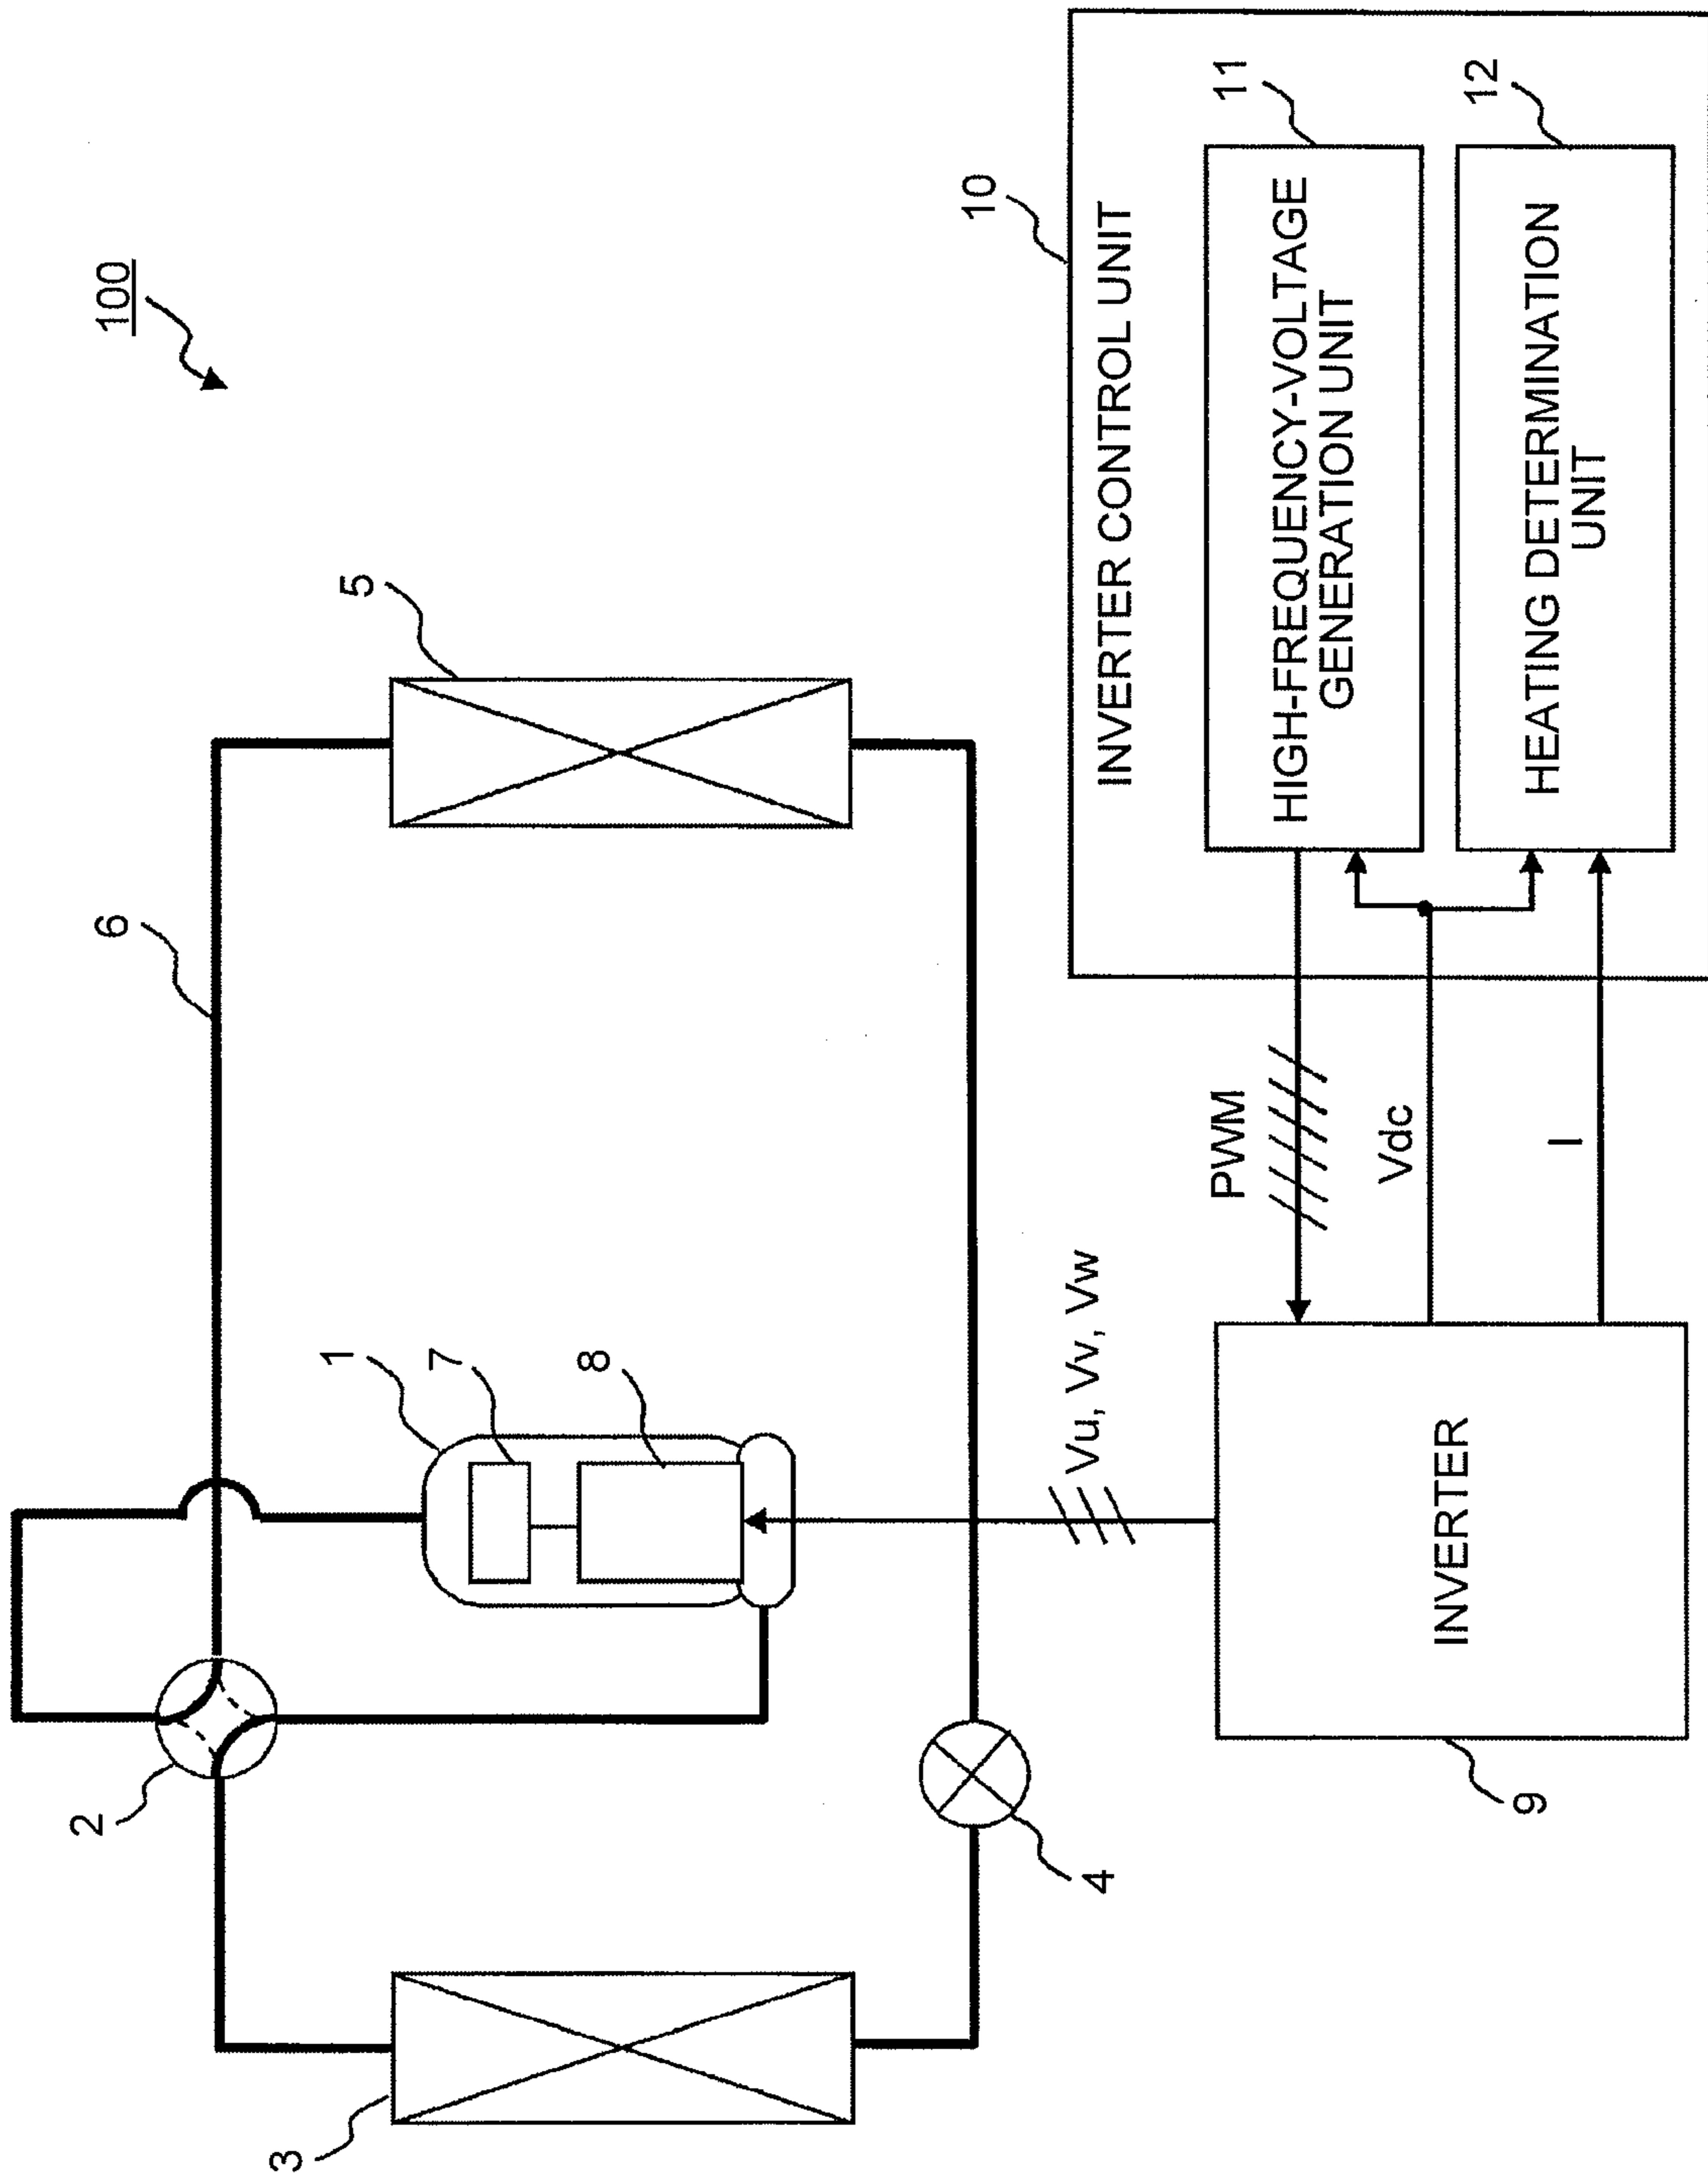 100
1
2
3
4
5
6
7
8
Vu, Vv, Vw
INVERTER
9
PWM
Vdc
I
10
INVERTER CONTROL UNIT
11
HIGH-FREQUENCY-VOLTAGE
GENERATION UNIT
12
HEATING DETERMINATION
UNIT